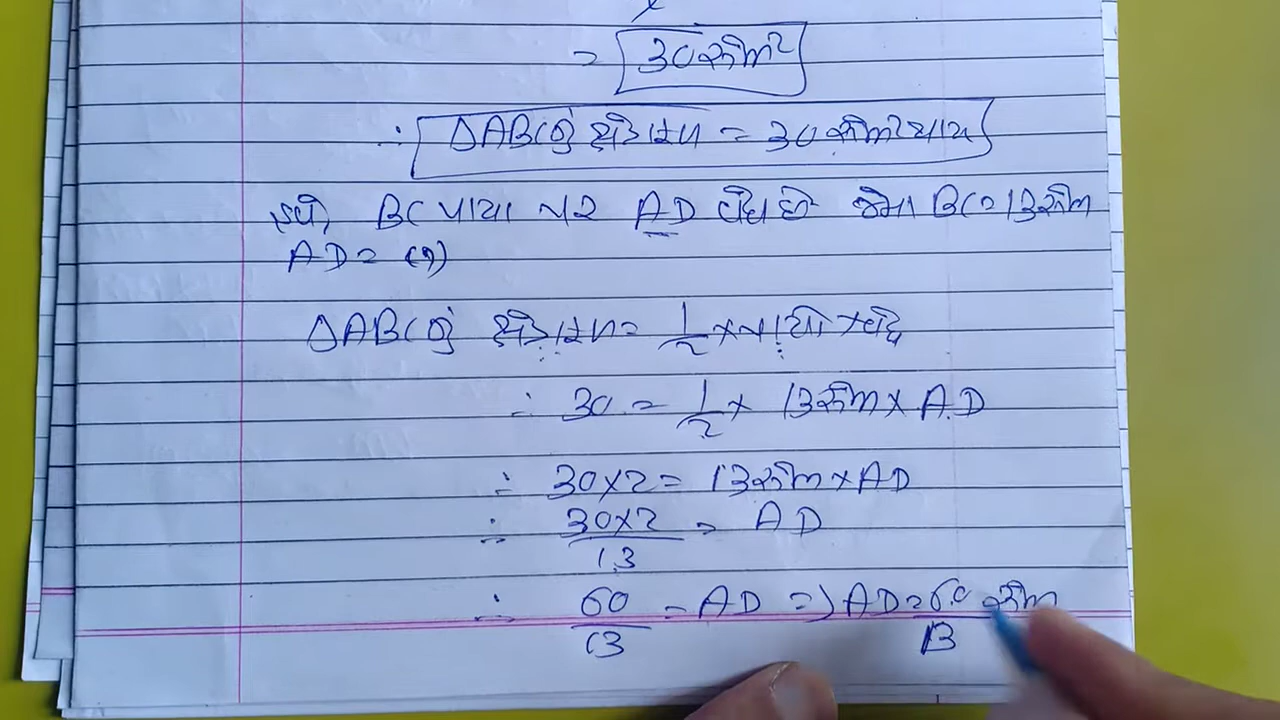 = 30 સેમી²
∴ ΔABCનું ક્ષેત્રફળ = 30 સેમી² થાય
હવે, BC પાયા પર AD વેધ છે જેમાં BC = 13 સેમી
AD = (?)
ΔABCનું ક્ષેત્રફળ = 1/2 × પાયો × વેધ
∴ 30 = 1/2 × 13 સેમી × AD
∴ 30×2 = 13 સેમી × AD
∴ 30×2/13 = AD
∴ 60/13 = AD ⇒ AD = 60/13 સેમી